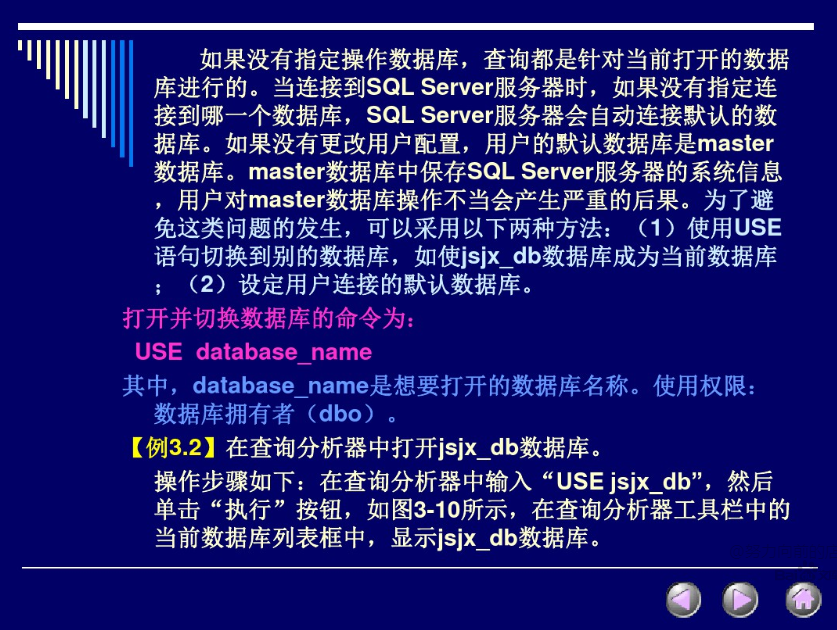 如果没有指定操作数据库，查询都是针对当前打开的数据
库进行的。当连接到SQL Server服务器时，如果没有指定连
接到哪一个数据库，SQL Server服务器会自动连接默认的数
据库。如果没有更改用户配置，用户的默认数据库是master
数据库。master数据库中保存SQL Server服务器的系统信息
，用户对master数据库操作不当会产生严重的后果。为了避
免这类问题的发生，可以采用以下两种方法：（1）使用USE
语句切换到别的数据库，如使jsjx_db数据库成为当前数据库
；（2）设定用户连接的默认数据库。
打开并切换数据库的命令为：
USE database_name
其中，database_name是想要打开的数据库名称。使用权限：
数据库拥有者（dbo）。
【例3.2】在查询分析器中打开jsjx_db数据库。
操作步骤如下：在查询分析器中输入“USE jsjx_db”，然后
单击“执行”按钮，如图3-10所示，在查询分析器工具栏中的
当前数据库列表框中，显示jsjx_db数据库。